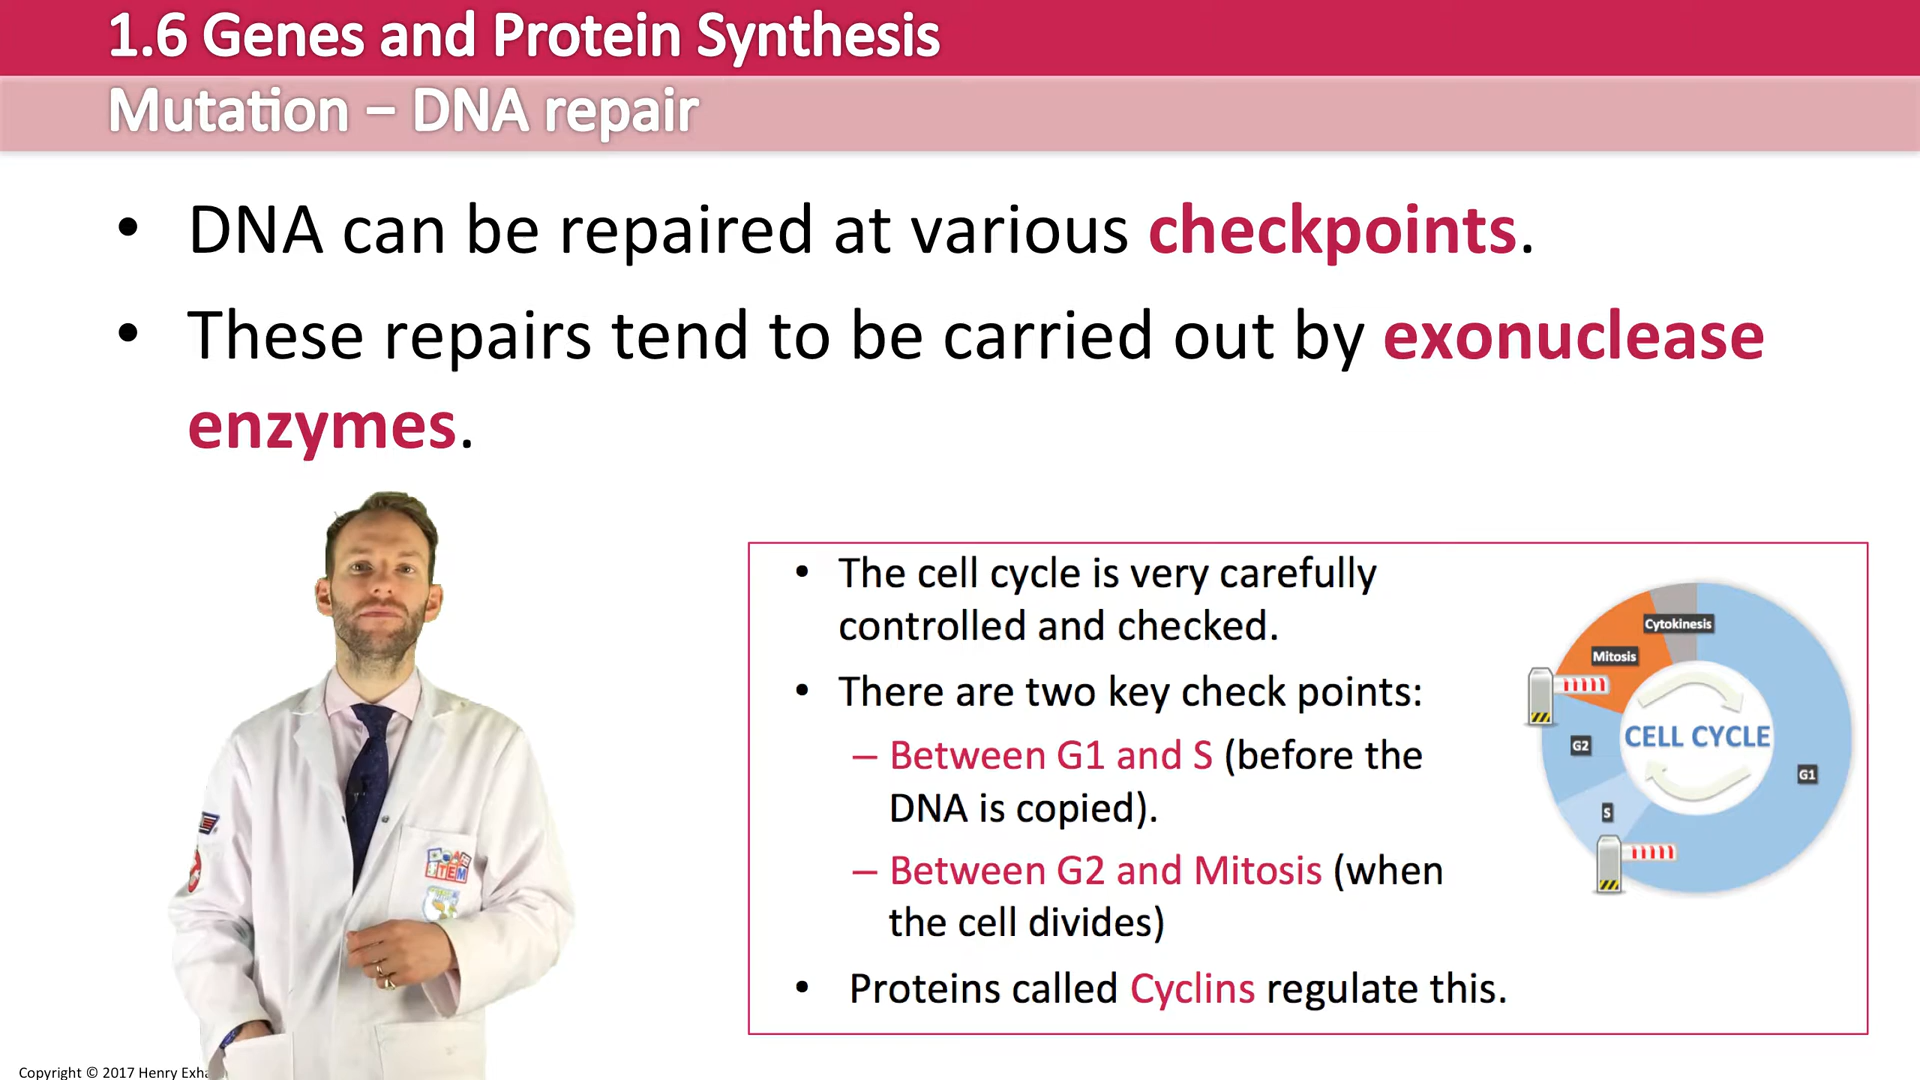 1.6 Genes and Protein Synthesis
Mutation – DNA repair
• DNA can be repaired at various checkpoints.
• These repairs tend to be carried out by exonuclease
enzymes.
• The cell cycle is very carefully
controlled and checked.
• There are two key check points:
– Between G1 and S (before the
DNA is copied).
– Between G2 and Mitosis (when
the cell divides)
• Proteins called Cyclins regulate this.
Cytokinesis
Mitosis
G2
CELL CYCLE
G1
S
STEM
Copyright © 2017 Henry Exha